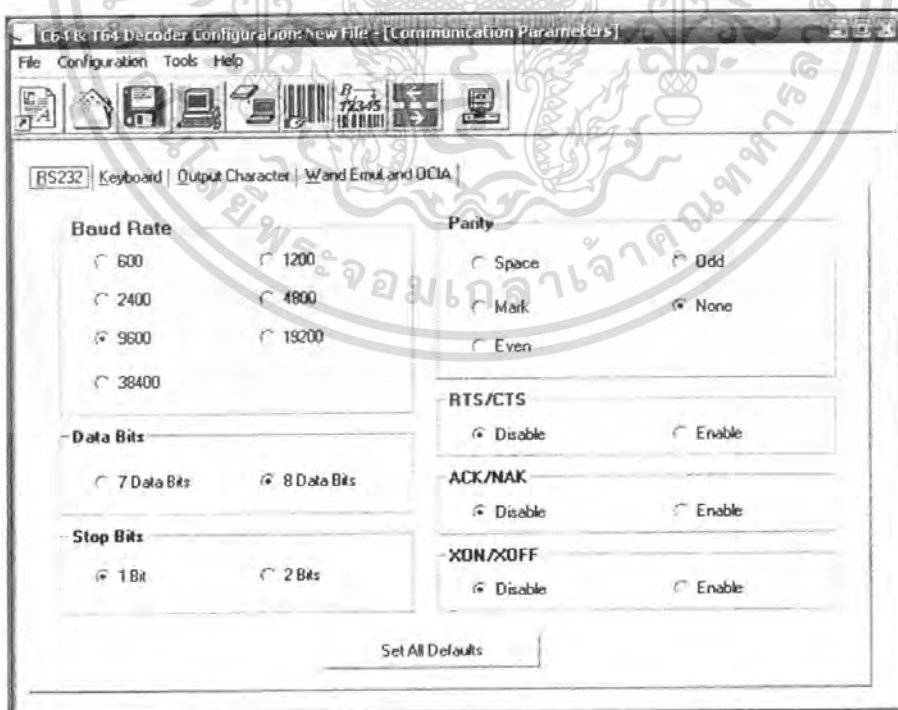 C64 & T64 Decoder Configuration: New File - [Communication Parameters]
File Configuration Tools Help
RS232 Keyboard Output Character Wand Emul.and OCIA
Baud Rate
600 1200
2400 4800
9600 19200
38400
Data Bits
7 Data Bits 8 Data Bits
Stop Bits
1 Bit 2 Bits
Parity
Space Odd
Mark None
Even
RTS/CTS
Disable Enable
ACK/NAK
Disable Enable
XON/XOFF
Disable Enable
Set All Defaults
12345
A
B